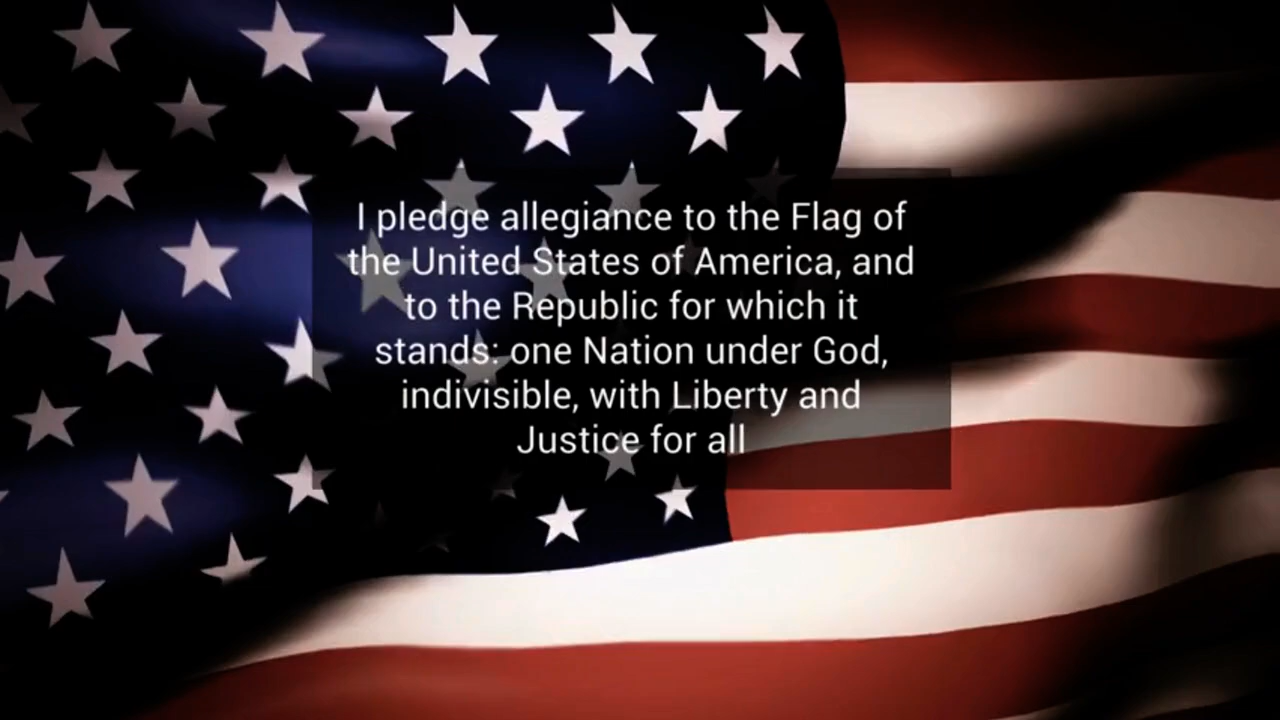 I pledge allegiance to the Flag of
the United States of America, and
to the Republic for which it
stands: one Nation under God,
indivisible, with Liberty and
Justice for all